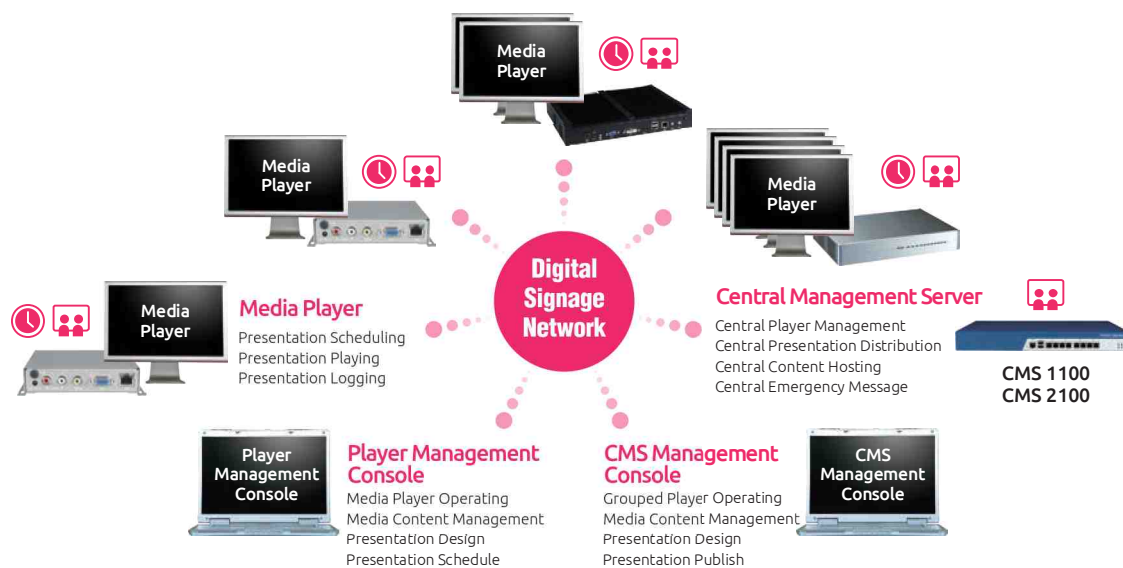 Media
Player
Media
Player
Media
Player
Digital
Signage
Network
Media
Player
Media Player
Presentation Scheduling
Presentation Playing
Presentation Logging
Central Management Server
Central Player Management
Central Presentation Distribution
Central Content Hosting
Central Emergency Message
CMS 1100
CMS 2100
Player
Management
Console
Player Management
Console
Media Player Operating
Media Content Management
Presentation Design
Presentation Schedule
CMS Management
Console
Grouped Player Operating
Media Content Management
Presentation Design
Presentation Publish
CMS
Management
Console